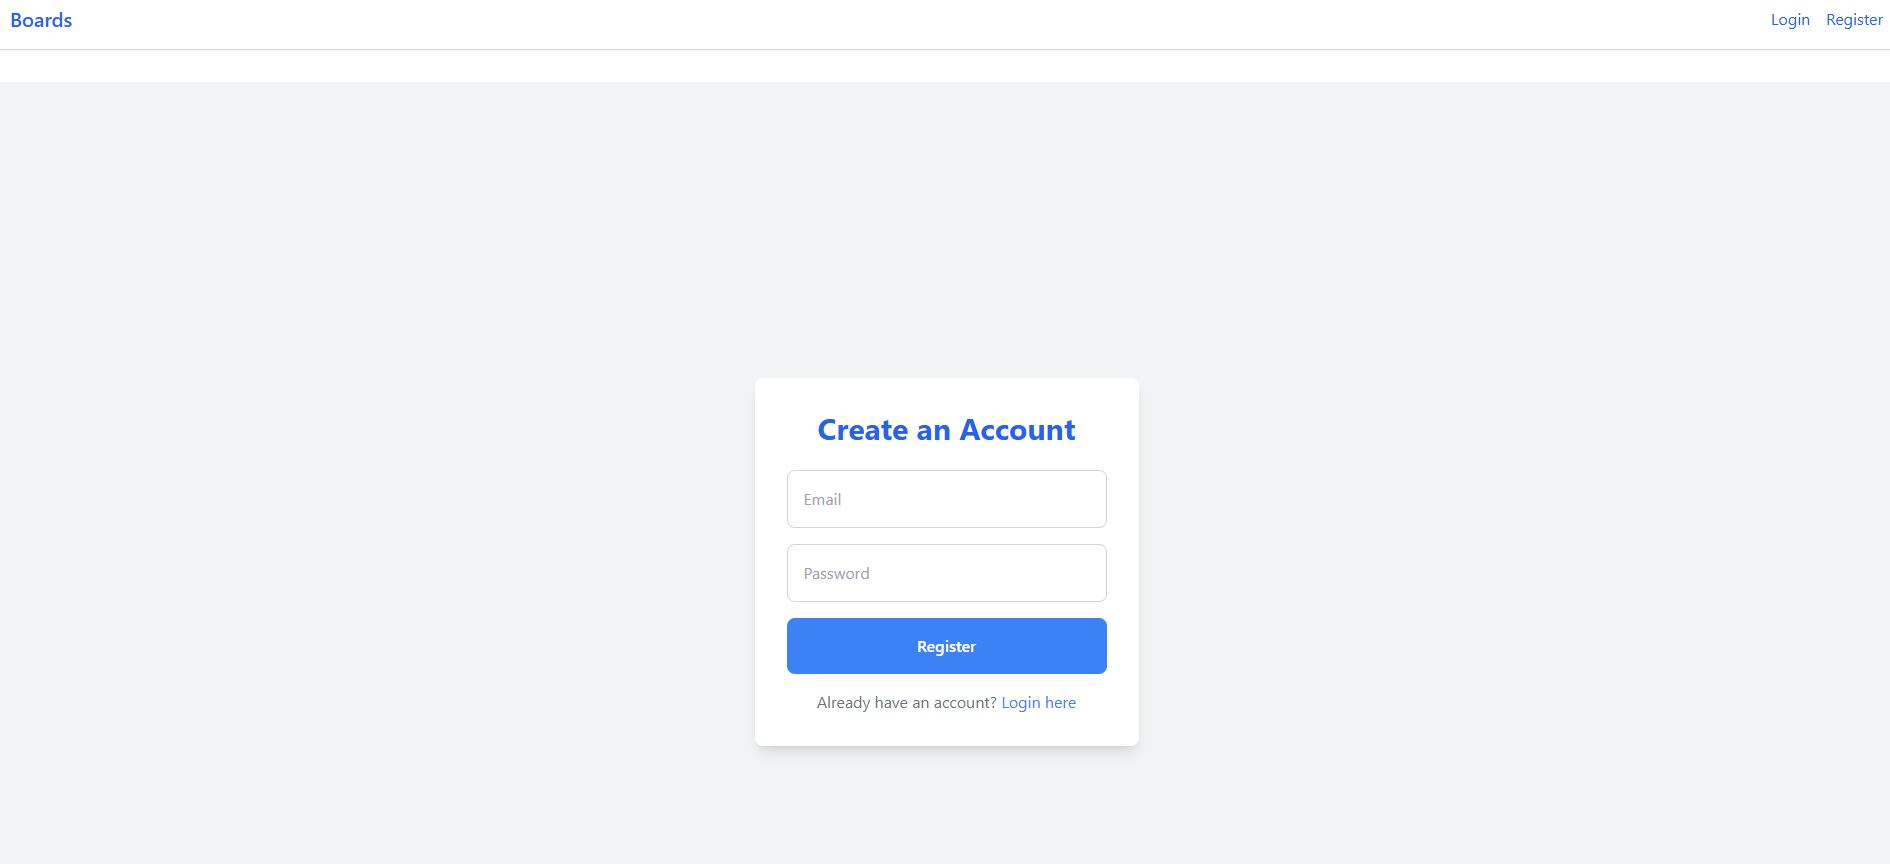 Boards
Login Register
Create an Account
Email
Password
Register
Already have an account? Login here